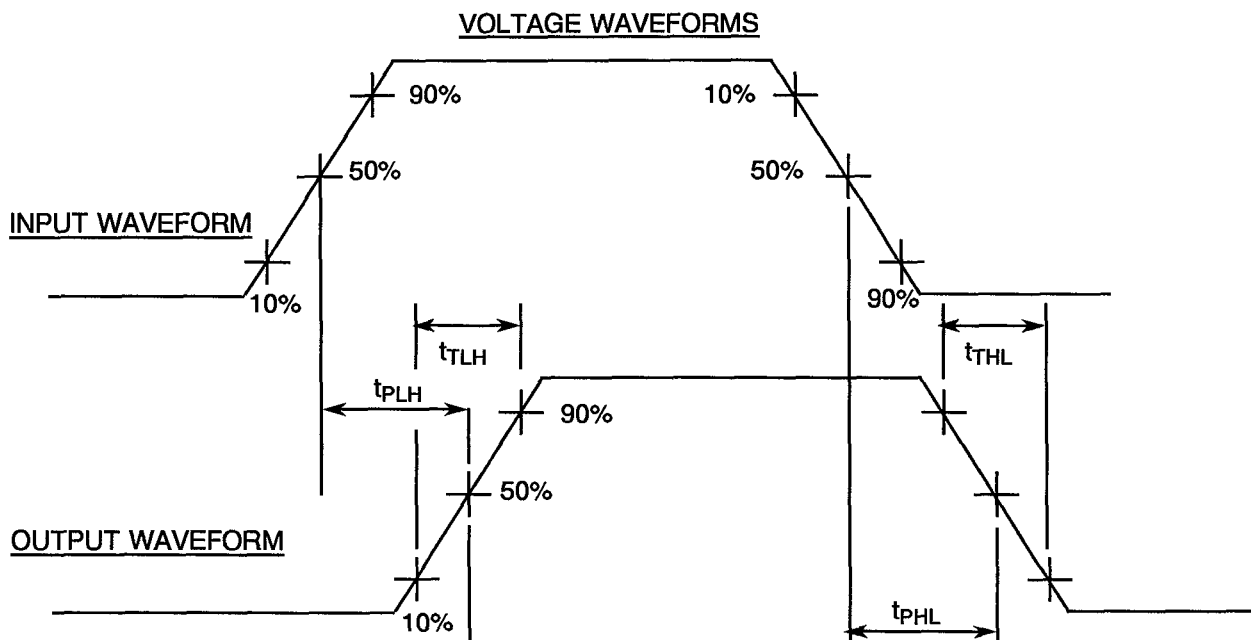 VOLTAGE WAVEFORMS
90%
10%
50%
50%
INPUT WAVEFORM
10%
90%
tTLH
tTHL
tPLH
90%
50%
OUTPUT WAVEFORM
10%
tPHL